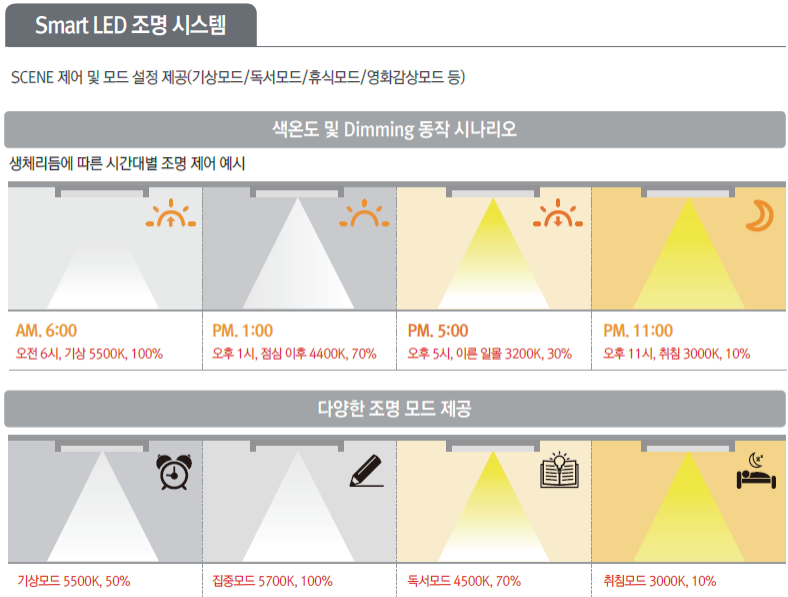 Smart LED 조명 시스템
SCENE 제어 및 모드 설정 제공(기상모드/독서모드/휴식모드/영화감상모드 등)
색온도 및 Dimming 동작 시나리오
생체리듬에 따른 시간대별 조명 제어 예시
AM. 6:00
오전 6시, 기상 5500K, 100%
PM. 1:00
오후 1시, 점심 이후 4400K, 70%
PM. 5:00
오후 5시, 이른 일몰 3200K, 30%
PM. 11:00
오후 11시, 취침 3000K, 10%
다양한 조명 모드 제공
기상모드 5500K, 50%
집중모드 5700K, 100%
독서모드 4500K, 70%
취침모드 3000K, 10%